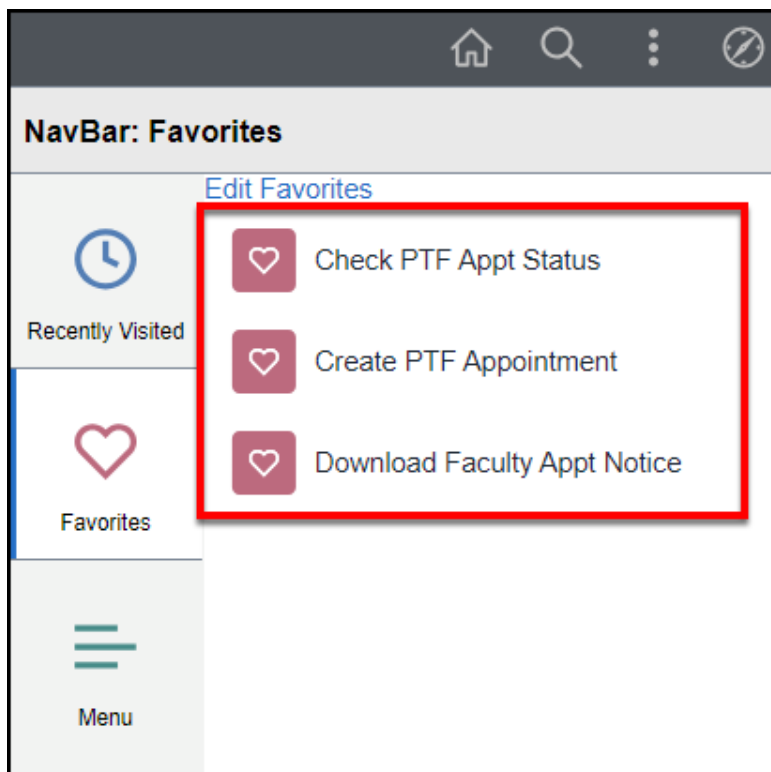 NavBar: Favorites
Edit Favorites
Recently Visited
Favorites
Menu
Check PTF Appt Status
Create PTF Appointment
Download Faculty Appt Notice